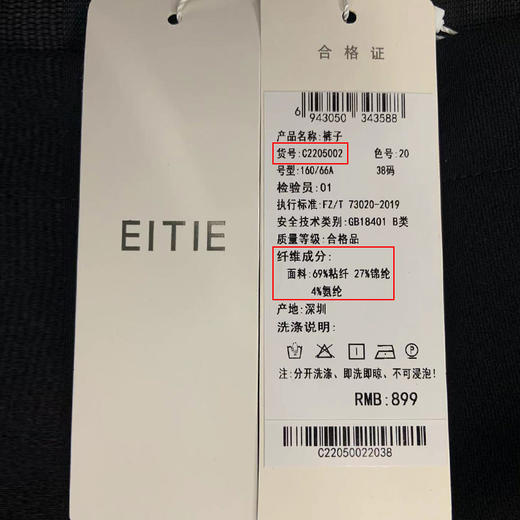 EITIE
合格证
6 943050 343588
产品名称:裤子
货号:C2205002 色号:20
号型:160/66A 38码
检验员:01
执行标准:FZ/T 73020-2019
安全技术类别:GB18401 B类
质量等级:合格品
纤维成分:
面料:69%粘纤 27%锦纶
4%氨纶
产地:深圳
洗涤说明:
注:分开洗涤、即洗即晾、不可浸泡!
RMB:899
C22050022038